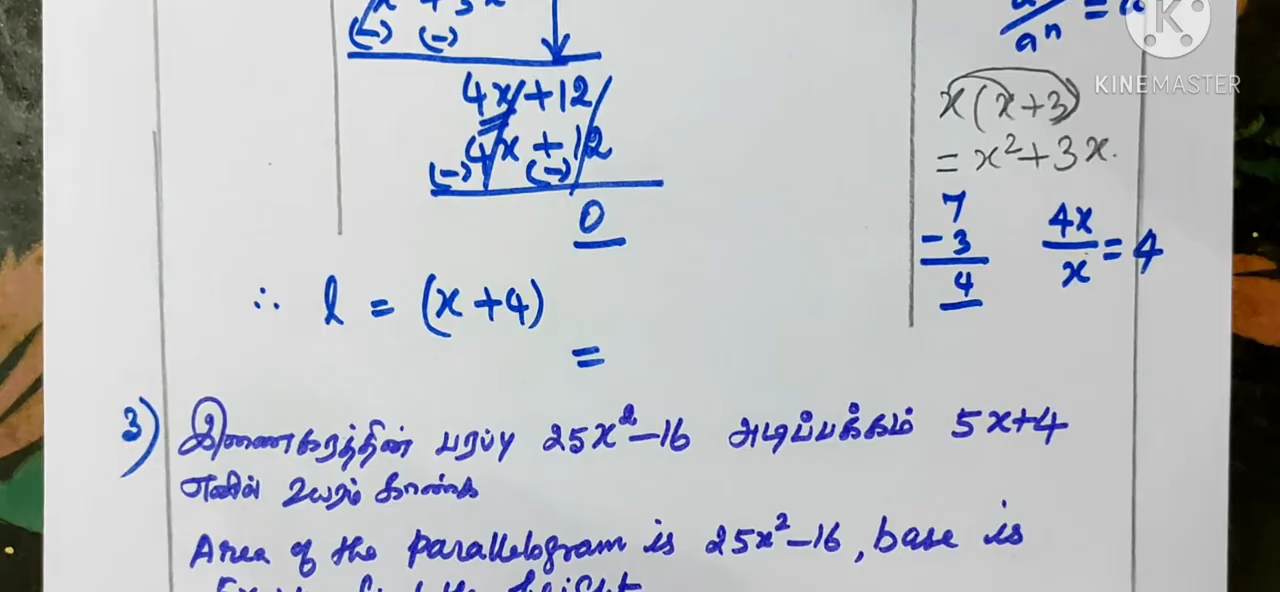 (-) (-)
4x + 12
4x + 12
(-) (-)
0
∴ l = (x + 4)
=
aⁿ
KINEMASTER
x(x+3)
= x² + 3x.
7
-3
4
4x/x = 4
3) இணைகரத்தின் பரப்பு 25x² - 16 அடிப்பக்கம் 5x+4
எனில் உயரம் காண்க
Area of the parallelogram is 25x² - 16, base is